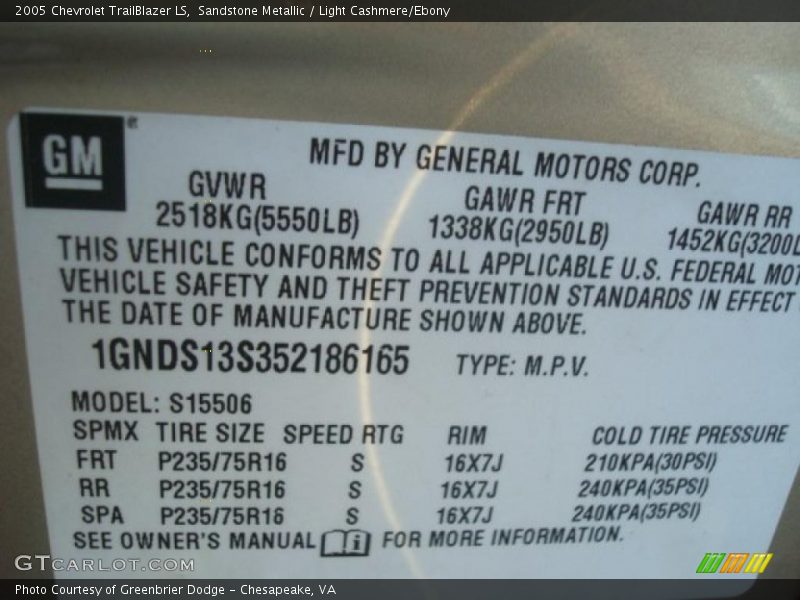 2005 Chevrolet TrailBlazer LS, Sandstone Metallic / Light Cashmere/Ebony
GM
MFD BY GENERAL MOTORS CORP.
GVWR GAWR FRT GAWR RR
2518KG(5550LB) 1338KG(2950LB) 1452KG(3200L
THIS VEHICLE CONFORMS TO ALL APPLICABLE U.S. FEDERAL MOT
VEHICLE SAFETY AND THEFT PREVENTION STANDARDS IN EFFECT
THE DATE OF MANUFACTURE SHOWN ABOVE.
1GNDS13S352186165 TYPE: M.P.V.
MODEL: S15506
SPMX TIRE SIZE SPEED RTG RIM COLD TIRE PRESSURE
FRT P235/75R16 S 16X7J 210KPA(30PSI)
RR P235/75R16 S 16X7J 240KPA(35PSI)
SPA P235/75R16 S 16X7J 240KPA(35PSI)
SEE OWNER'S MANUAL i FOR MORE INFORMATION.
GTCARLOT.COM
Photo Courtesy of Greenbrier Dodge - Chesapeake, VA